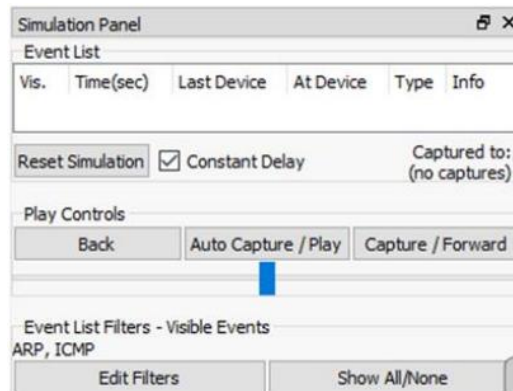 Simulation Panel
Event List
Vis. Time(sec) Last Device At Device Type Info
Reset Simulation Constant Delay Captured to:
(no captures)
Play Controls
Back Auto Capture / Play Capture / Forward
Event List Filters - Visible Events
ARP, ICMP
Edit Filters Show All/None